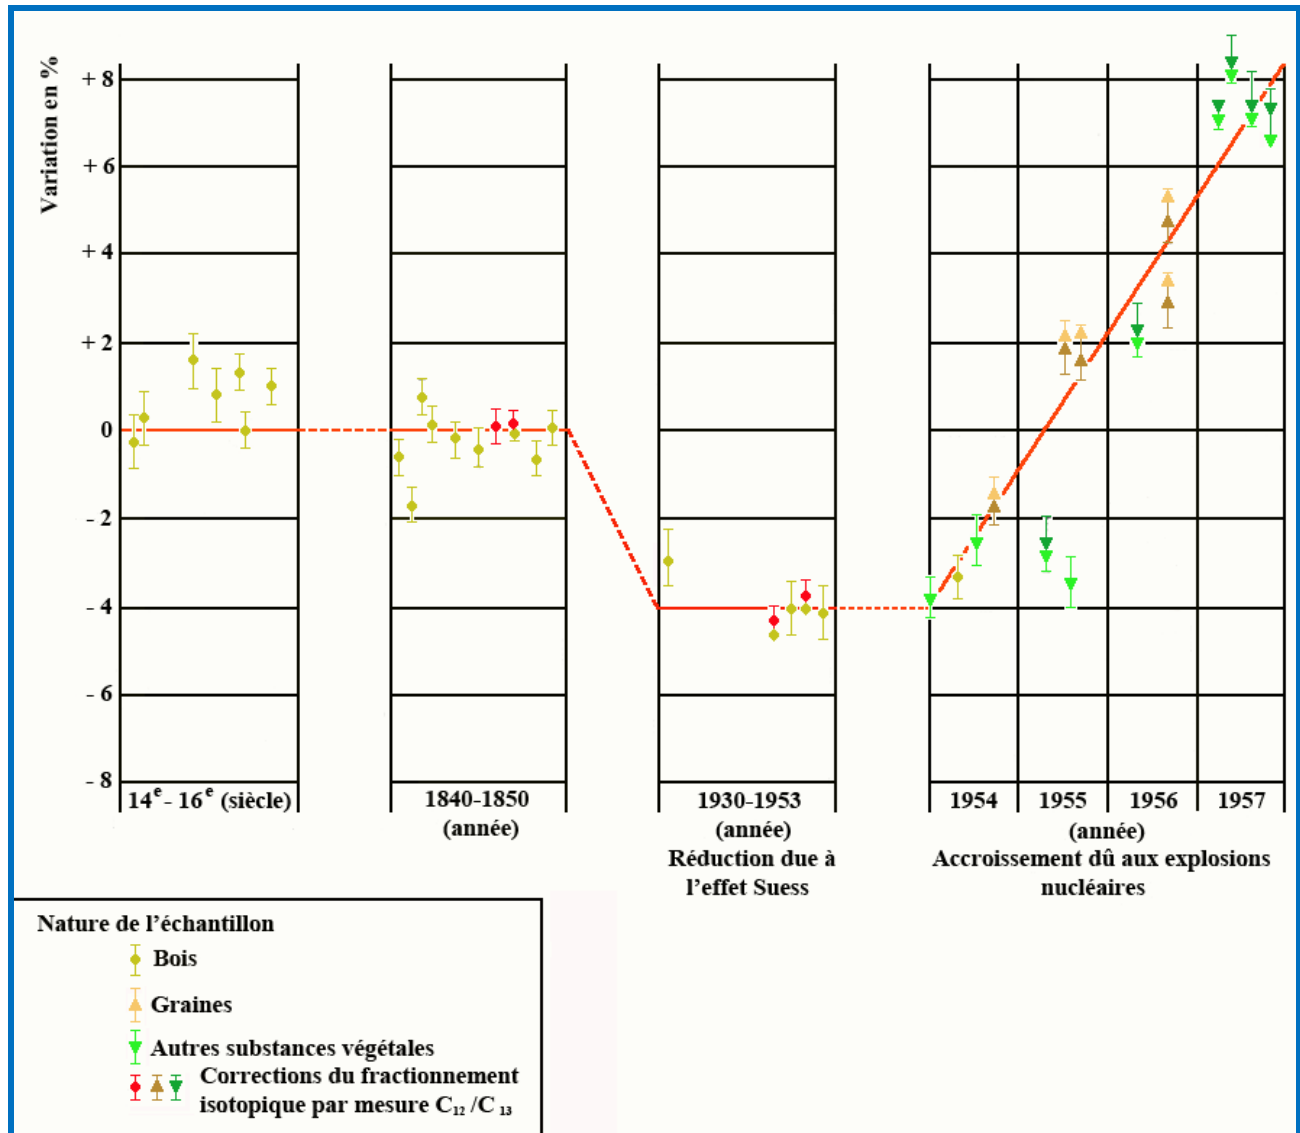 Variation en %
+ 8
+ 6
+ 4
+ 2
0
- 2
- 4
- 6
- 8
14e - 16e (siècle)
1840-1850
(année)
1930-1953
(année)
Réduction due à
l'effet Suess
1954 1955 1956 1957
(année)
Accroissement dû aux explosions
nucléaires
Nature de l'échantillon
Bois
Graines
Autres substances végétales
Corrections du fractionnement
isotopique par mesure C12 /C 13